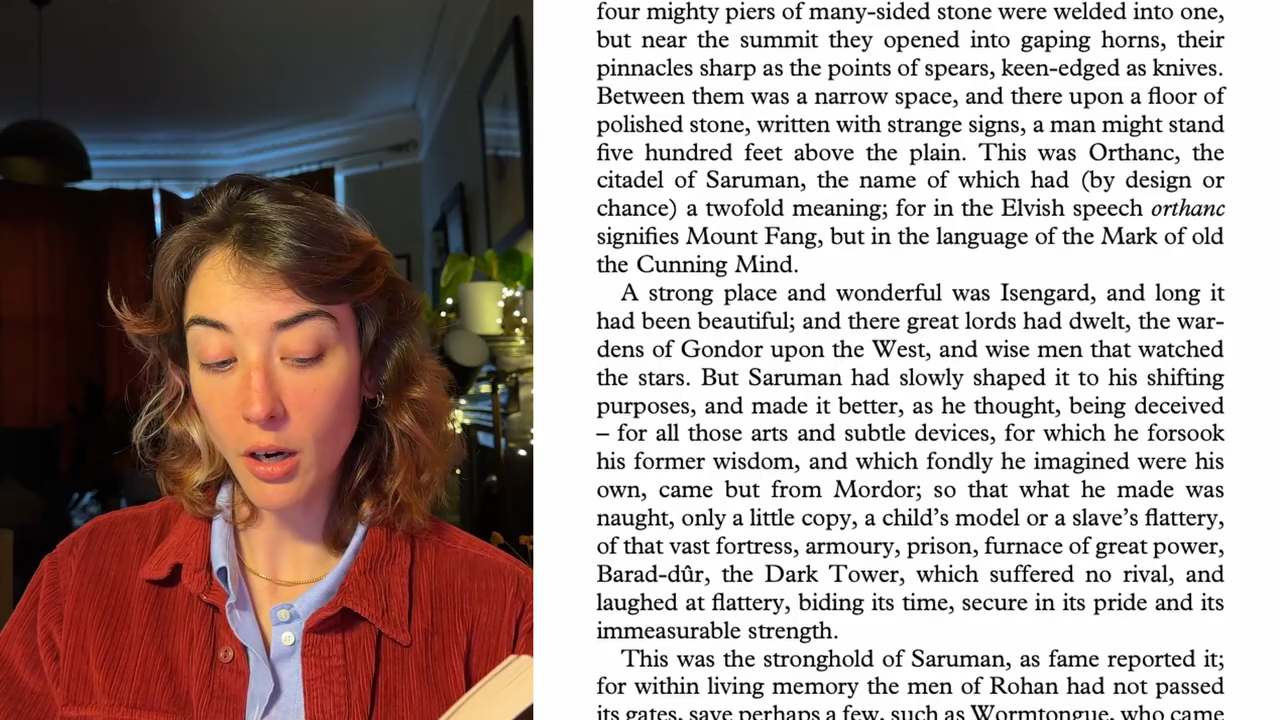 four mighty piers of many-sided stone were welded into one,
but near the summit they opened into gaping horns, their
pinnacles sharp as the points of spears, keen-edged as knives.
Between them was a narrow space, and there upon a floor of
polished stone, written with strange signs, a man might stand
five hundred feet above the plain. This was Orthanc, the
citadel of Saruman, the name of which had (by design or
chance) a twofold meaning; for in the Elvish speech orthanc
signifies Mount Fang, but in the language of the Mark of old
the Cunning Mind.
A strong place and wonderful was Isengard, and long it
had been beautiful; and there great lords had dwelt, the war-
dens of Gondor upon the West, and wise men that watched
the stars. But Saruman had slowly shaped it to his shifting
purposes, and made it better, as he thought, being deceived
– for all those arts and subtle devices, for which he forsook
his former wisdom, and which fondly he imagined were his
own, came but from Mordor; so that what he made was
naught, only a little copy, a child's model or a slave's flattery,
of that vast fortress, armoury, prison, furnace of great power,
Barad-dûr, the Dark Tower, which suffered no rival, and
laughed at flattery, biding its time, secure in its pride and its
immeasurable strength.
This was the stronghold of Saruman, as fame reported it;
for within living memory the men of Rohan had not passed
its gates, save perhaps a few, such as Wormtongue, who came